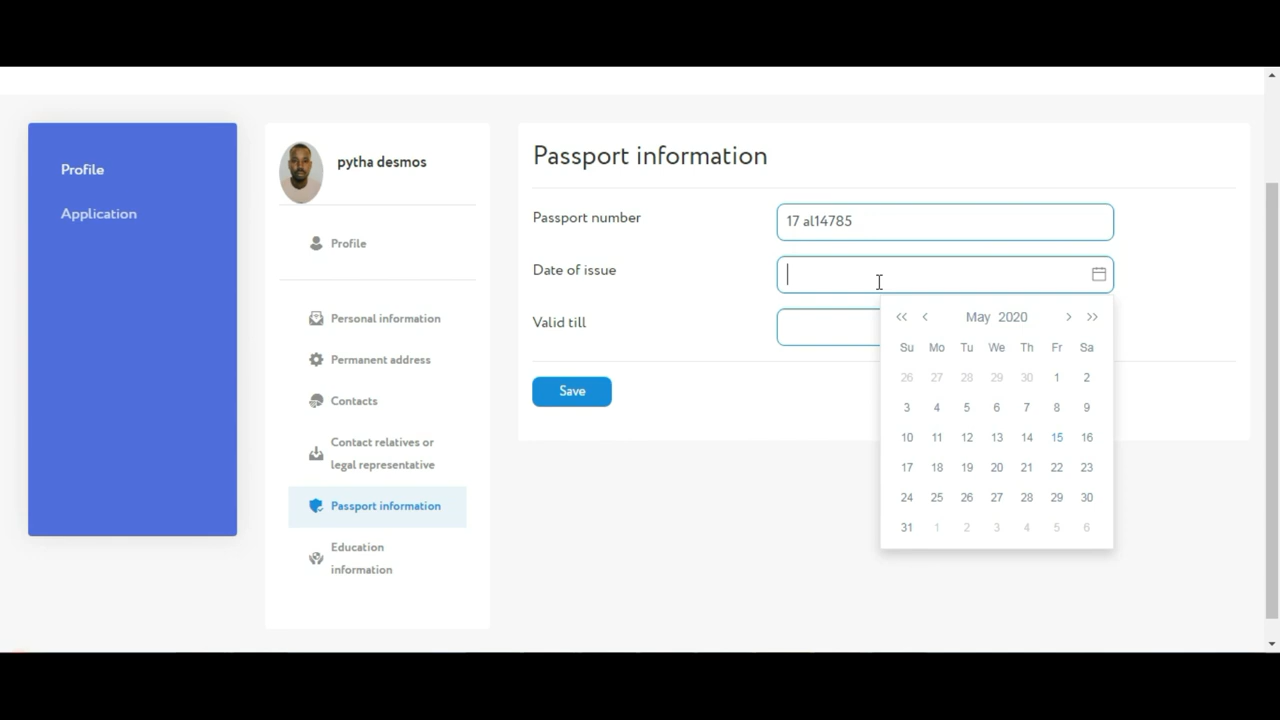 Profile
Application
pytha desmos
Profile
Personal information
Permanent address
Contacts
Contact relatives or
legal representative
Passport information
Education
information
Passport information
Passport number
17 al14785
Date of issue
Valid till
Save
May 2020
Su Mo Tu We Th Fr Sa
26 27 28 29 30 1 2
3 4 5 6 7 8 9
10 11 12 13 14 15 16
17 18 19 20 21 22 23
24 25 26 27 28 29 30
31 1 2 3 4 5 6